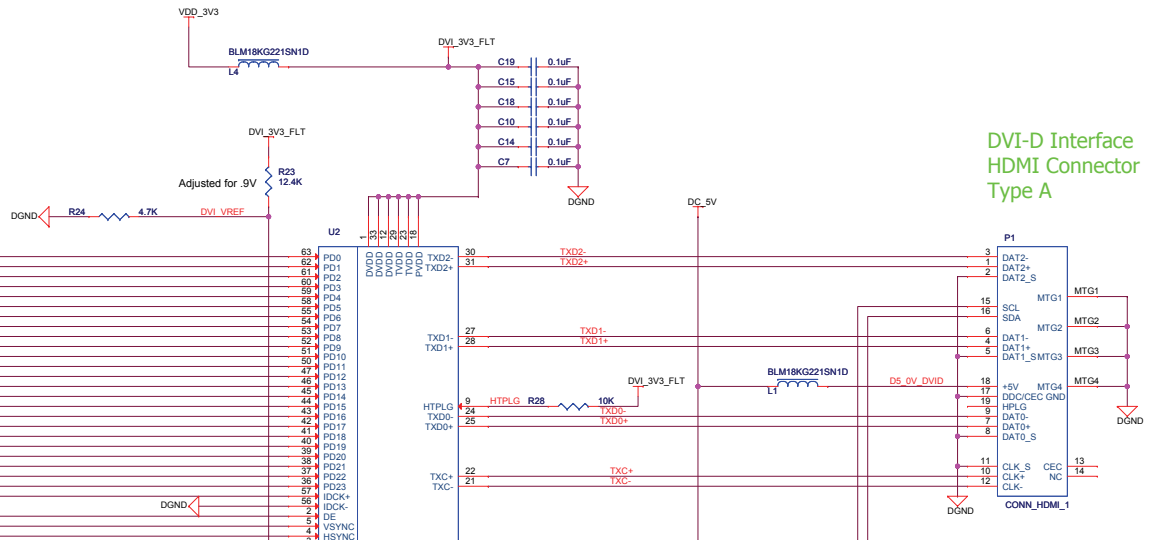 VDD_3V3
BLM18KG221SN1D
L4
DVI_3V3_FLT
C19 0.1uF
C15 0.1uF
C18 0.1uF
C10 0.1uF
C14 0.1uF
C7 0.1uF
DGND
DVI_3V3_FLT
R23
12.4K
Adjusted for .9V
DGND R24 4.7K DVI_VREF
DVI-D Interface
HDMI Connector
Type A
DC_5V
U2
1 33 12 29 23 18
DVDD DVDD DVDD TVDD TVDD PVDD
63 PD0
62 PD1
61 PD2
60 PD3
59 PD4
58 PD5
55 PD6
54 PD7
53 PD8
52 PD9
51 PD10
50 PD11
47 PD12
46 PD13
45 PD14
44 PD15
43 PD16
42 PD17
41 PD18
40 PD19
39 PD20
38 PD21
37 PD22
36 PD23
57 IDCK+
DGND 56 IDCK-
2 DE
5 VSYNC
4 HSYNC
TXD2- 30 TXD2-
TXD2+ 31 TXD2+
TXD1- 27 TXD1-
TXD1+ 28 TXD1+
HTPLG 9 HTPLG R28 10K
DVI_3V3_FLT
TXD0- 24 TXD0-
TXD0+ 25 TXD0+
TXC+ 22 TXC+
TXC- 21 TXC-
BLM18KG221SN1D
L1
D5_0V_DVID
P1
3 DAT2-
1 DAT2+
2 DAT2_S
15 SCL
16 SDA
6 DAT1-
4 DAT1+
5 DAT1_S
18 +5V
17 DDC/CEC GND
19 HPLG
9 DAT0-
7 DAT0+
8 DAT0_S
11 CLK_S
10 CLK+
12 CLK-
MTG1 MTG1
MTG2 MTG2
MTG3 MTG3
MTG4 MTG4
CEC 13
NC 14
DGND
DGND
CONN_HDMI_1